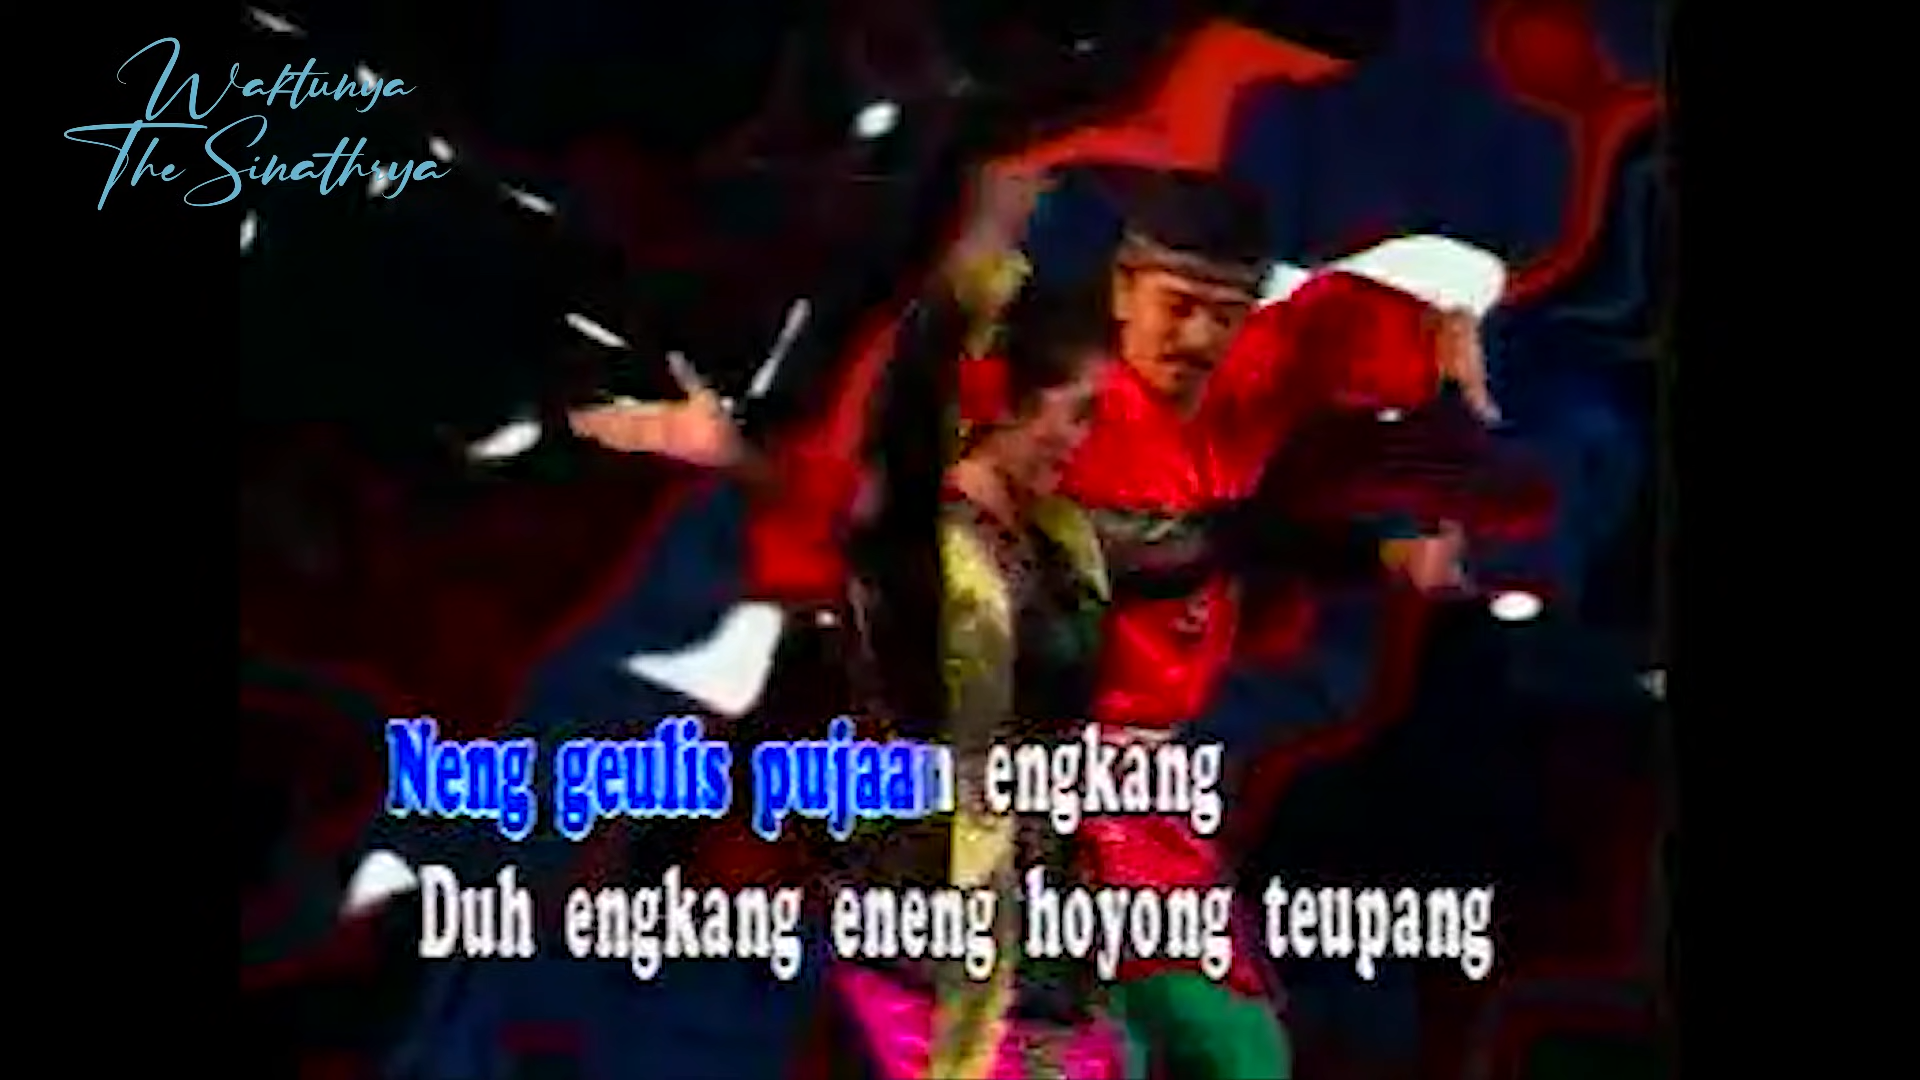 Waktunya
The Sinathrya
Neng geulis pujaan engkang
Duh engkang eneng hoyong teupang